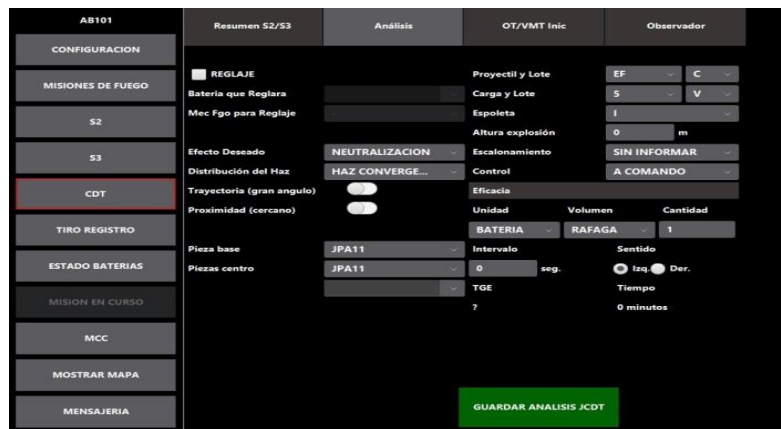 AB101
CONFIGURACION
MISIONES DE FUEGO
S2
S3
CDT
TIRO REGISTRO
ESTADO BATERIAS
MISION EN CURSO
MCC
MOSTRAR MAPA
MENSAJERIA
Resumen S2/S3 Análisis OT/VMT Inic Observador
REGLAJE
Bateria que Reglara
Mec Fgo para Reglaje -
Efecto Deseado NEUTRALIZACION
Distribución del Haz HAZ CONVERGE...
Trayectoria (gran angulo)
Proximidad (cercano)
Pieza base JPA11
Piezas centro JPA11
Proyectil y Lote EF C
Carga y Lote 5 V
Espoleta I
Altura explosión 0 m
Escalonamiento SIN INFORMAR
Control A COMANDO
Eficacia
Unidad Volumen Cantidad
BATERIA RAFAGA 1
Intervalo Sentido
0 seg. Izq. Der.
TGE Tiempo
? 0 minutos
GUARDAR ANALISIS JCDT